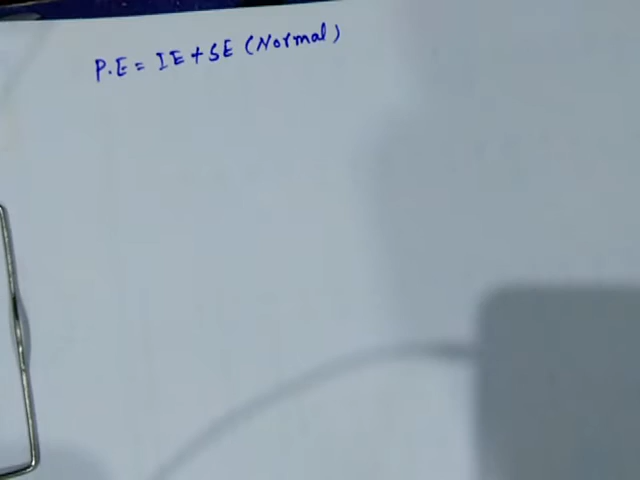 P.E = IE + SE (Normal)